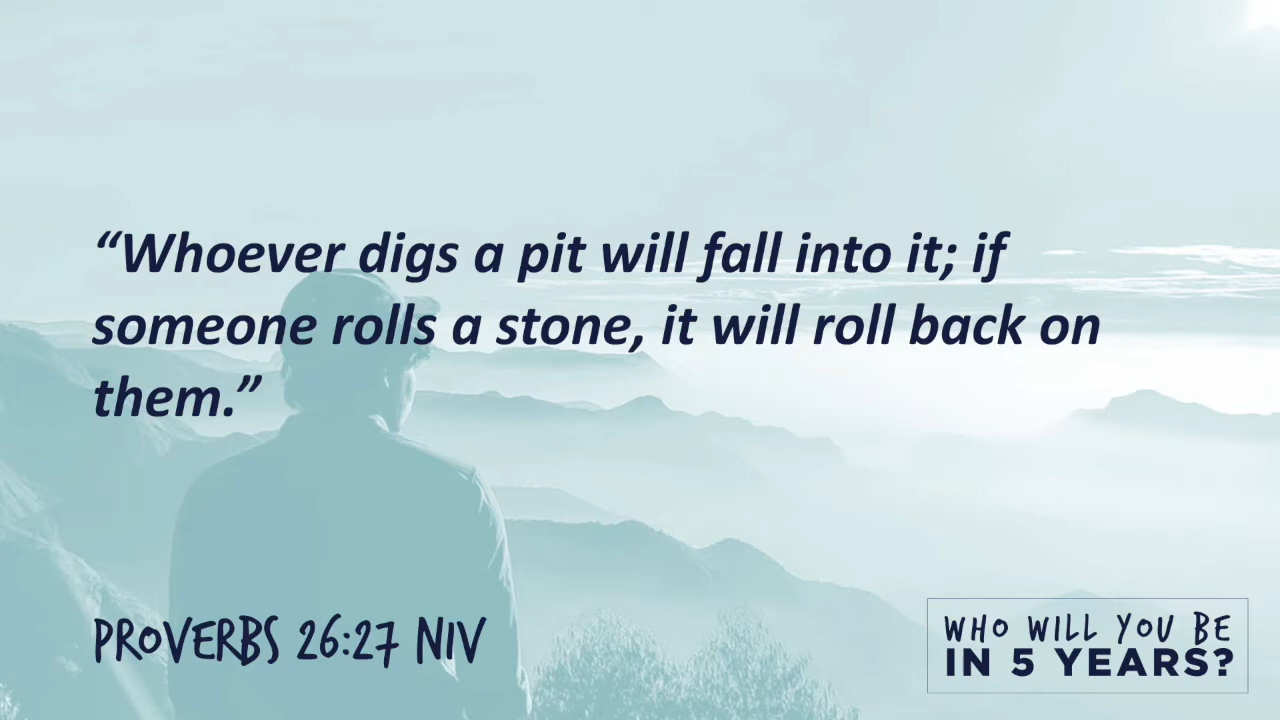 “Whoever digs a pit will fall into it; if
someone rolls a stone, it will roll back on
them.”
PROVERBS 26:27 NIV
WHO WILL YOU BE
IN 5 YEARS?